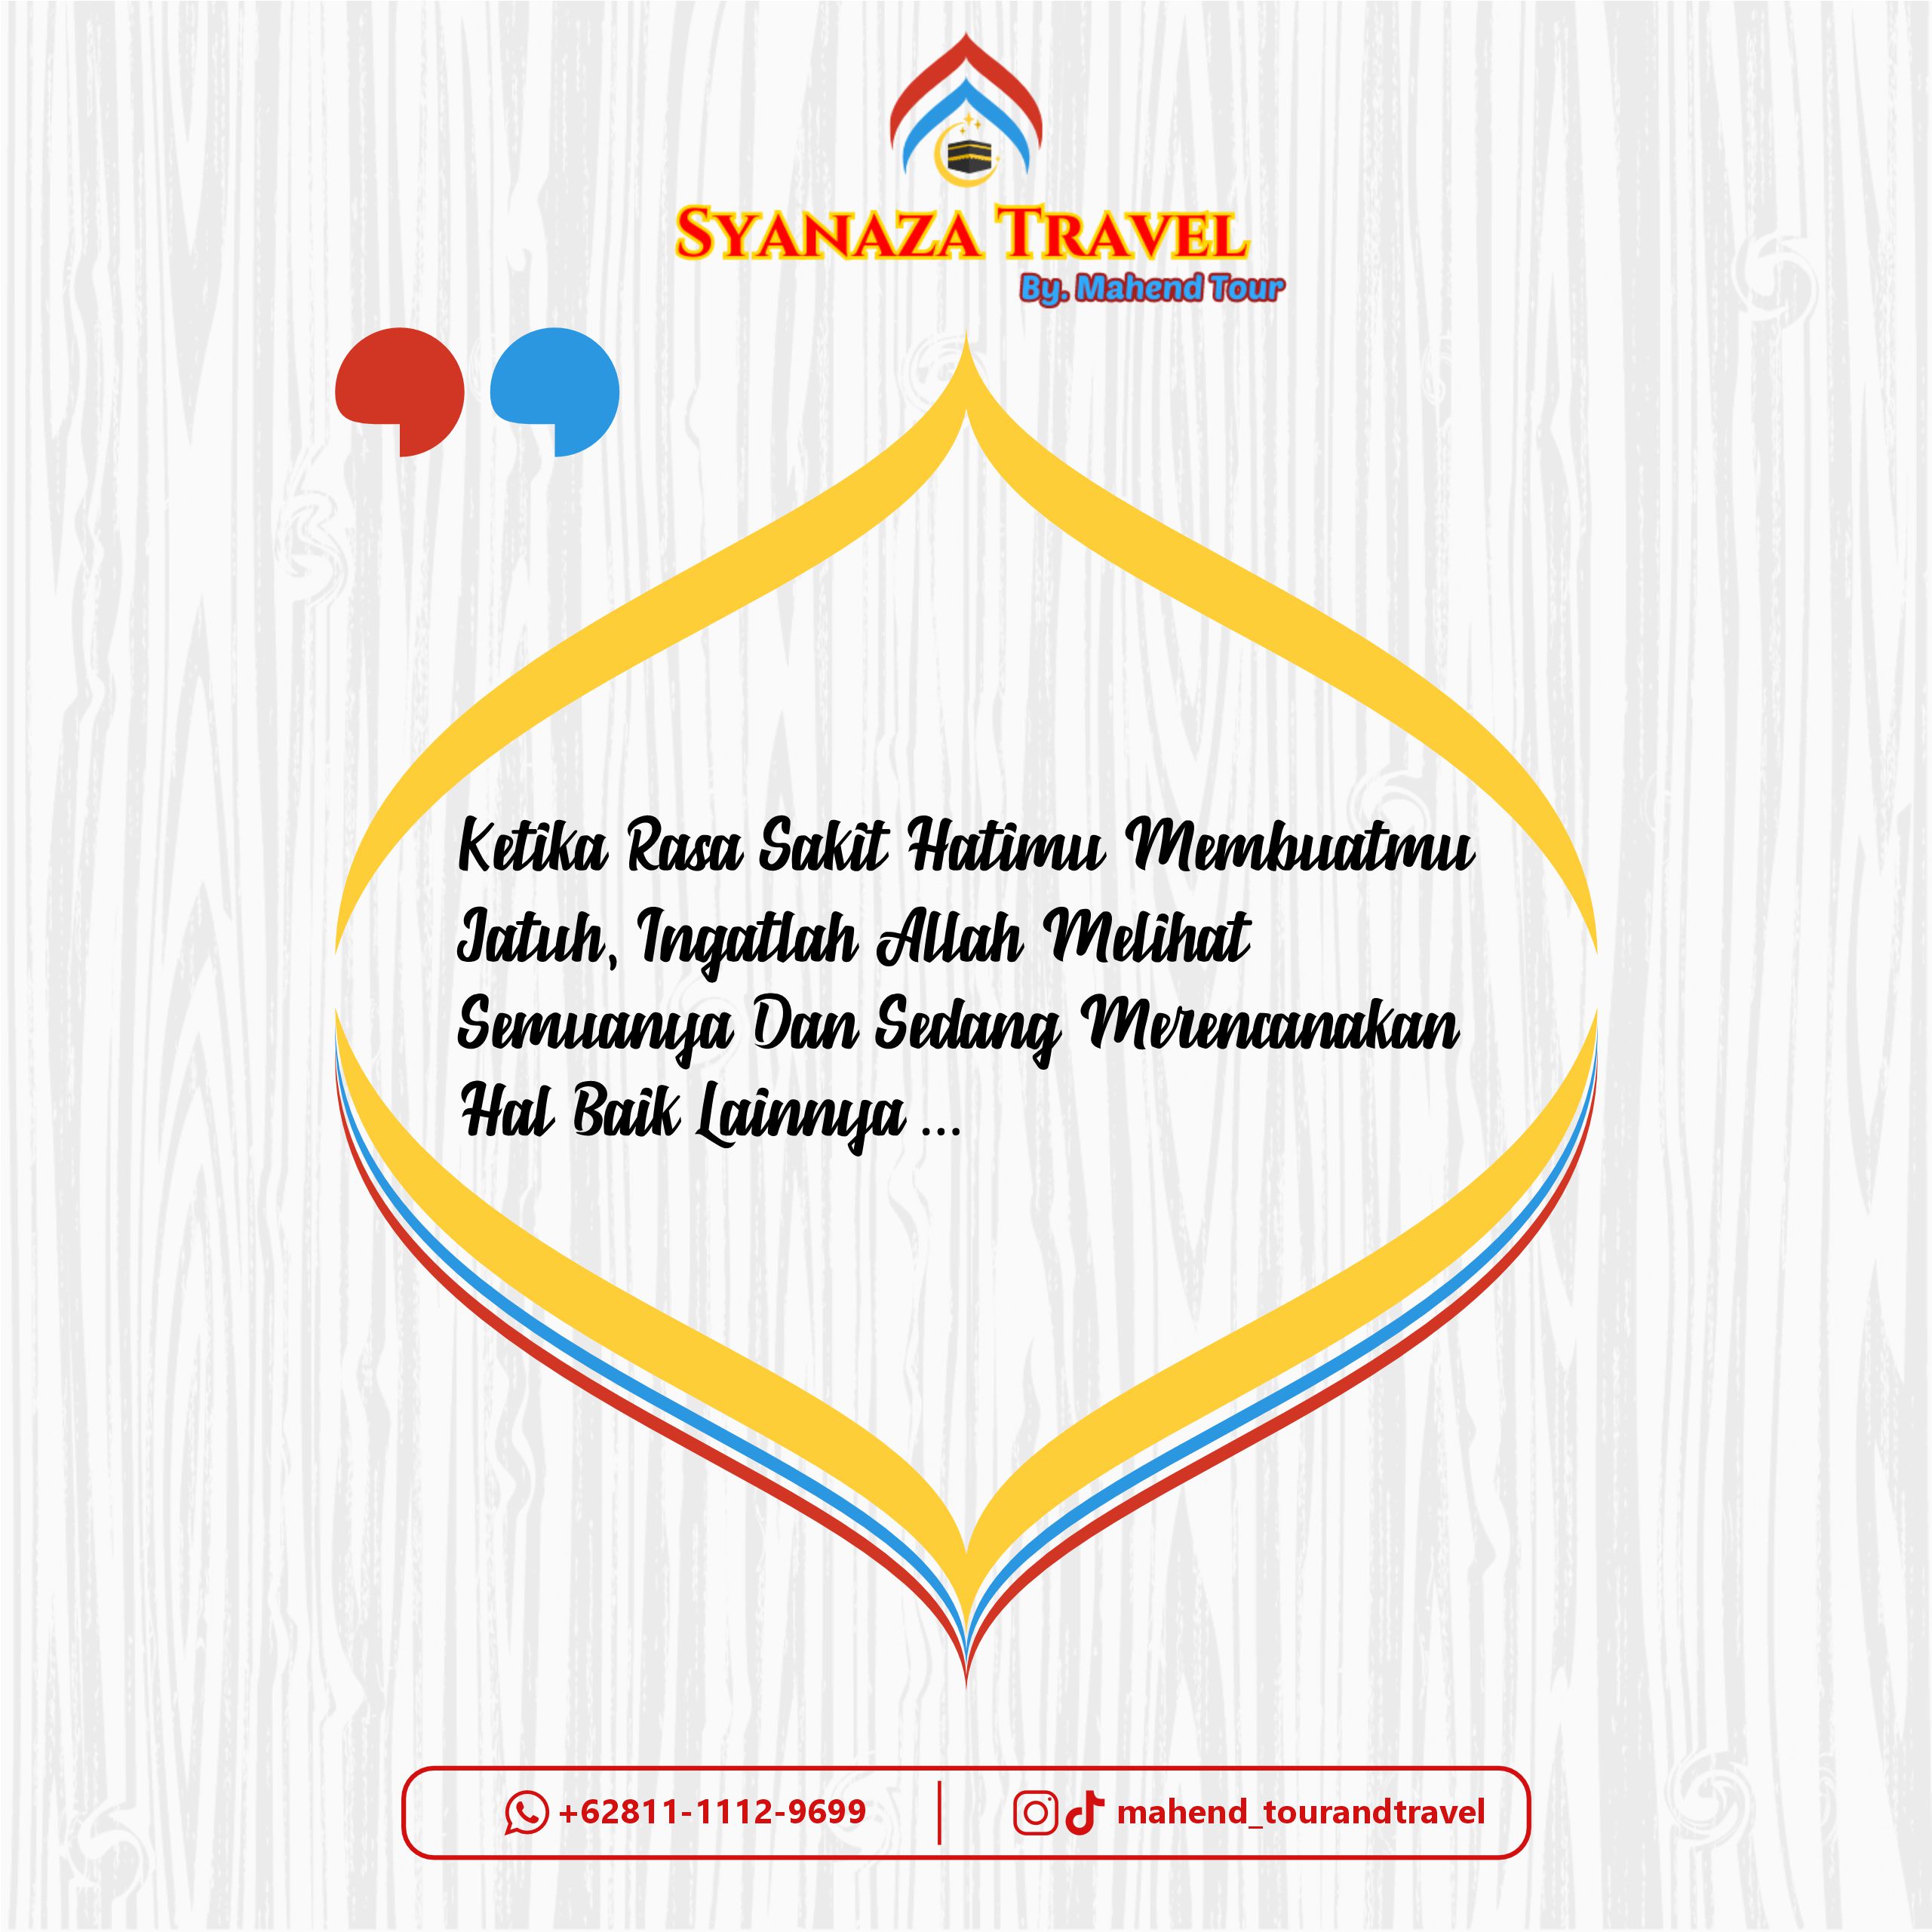 Syanaza Travel
By. Mahend Tour
Ketika Rasa Sakit Hatimu Membuatmu
Jatuh, Ingatlah Allah Melihat
Semuanya Dan Sedang Merencanakan
Hal Baik Lainnya ...
+62811-1112-9699
mahend_tourandtravel